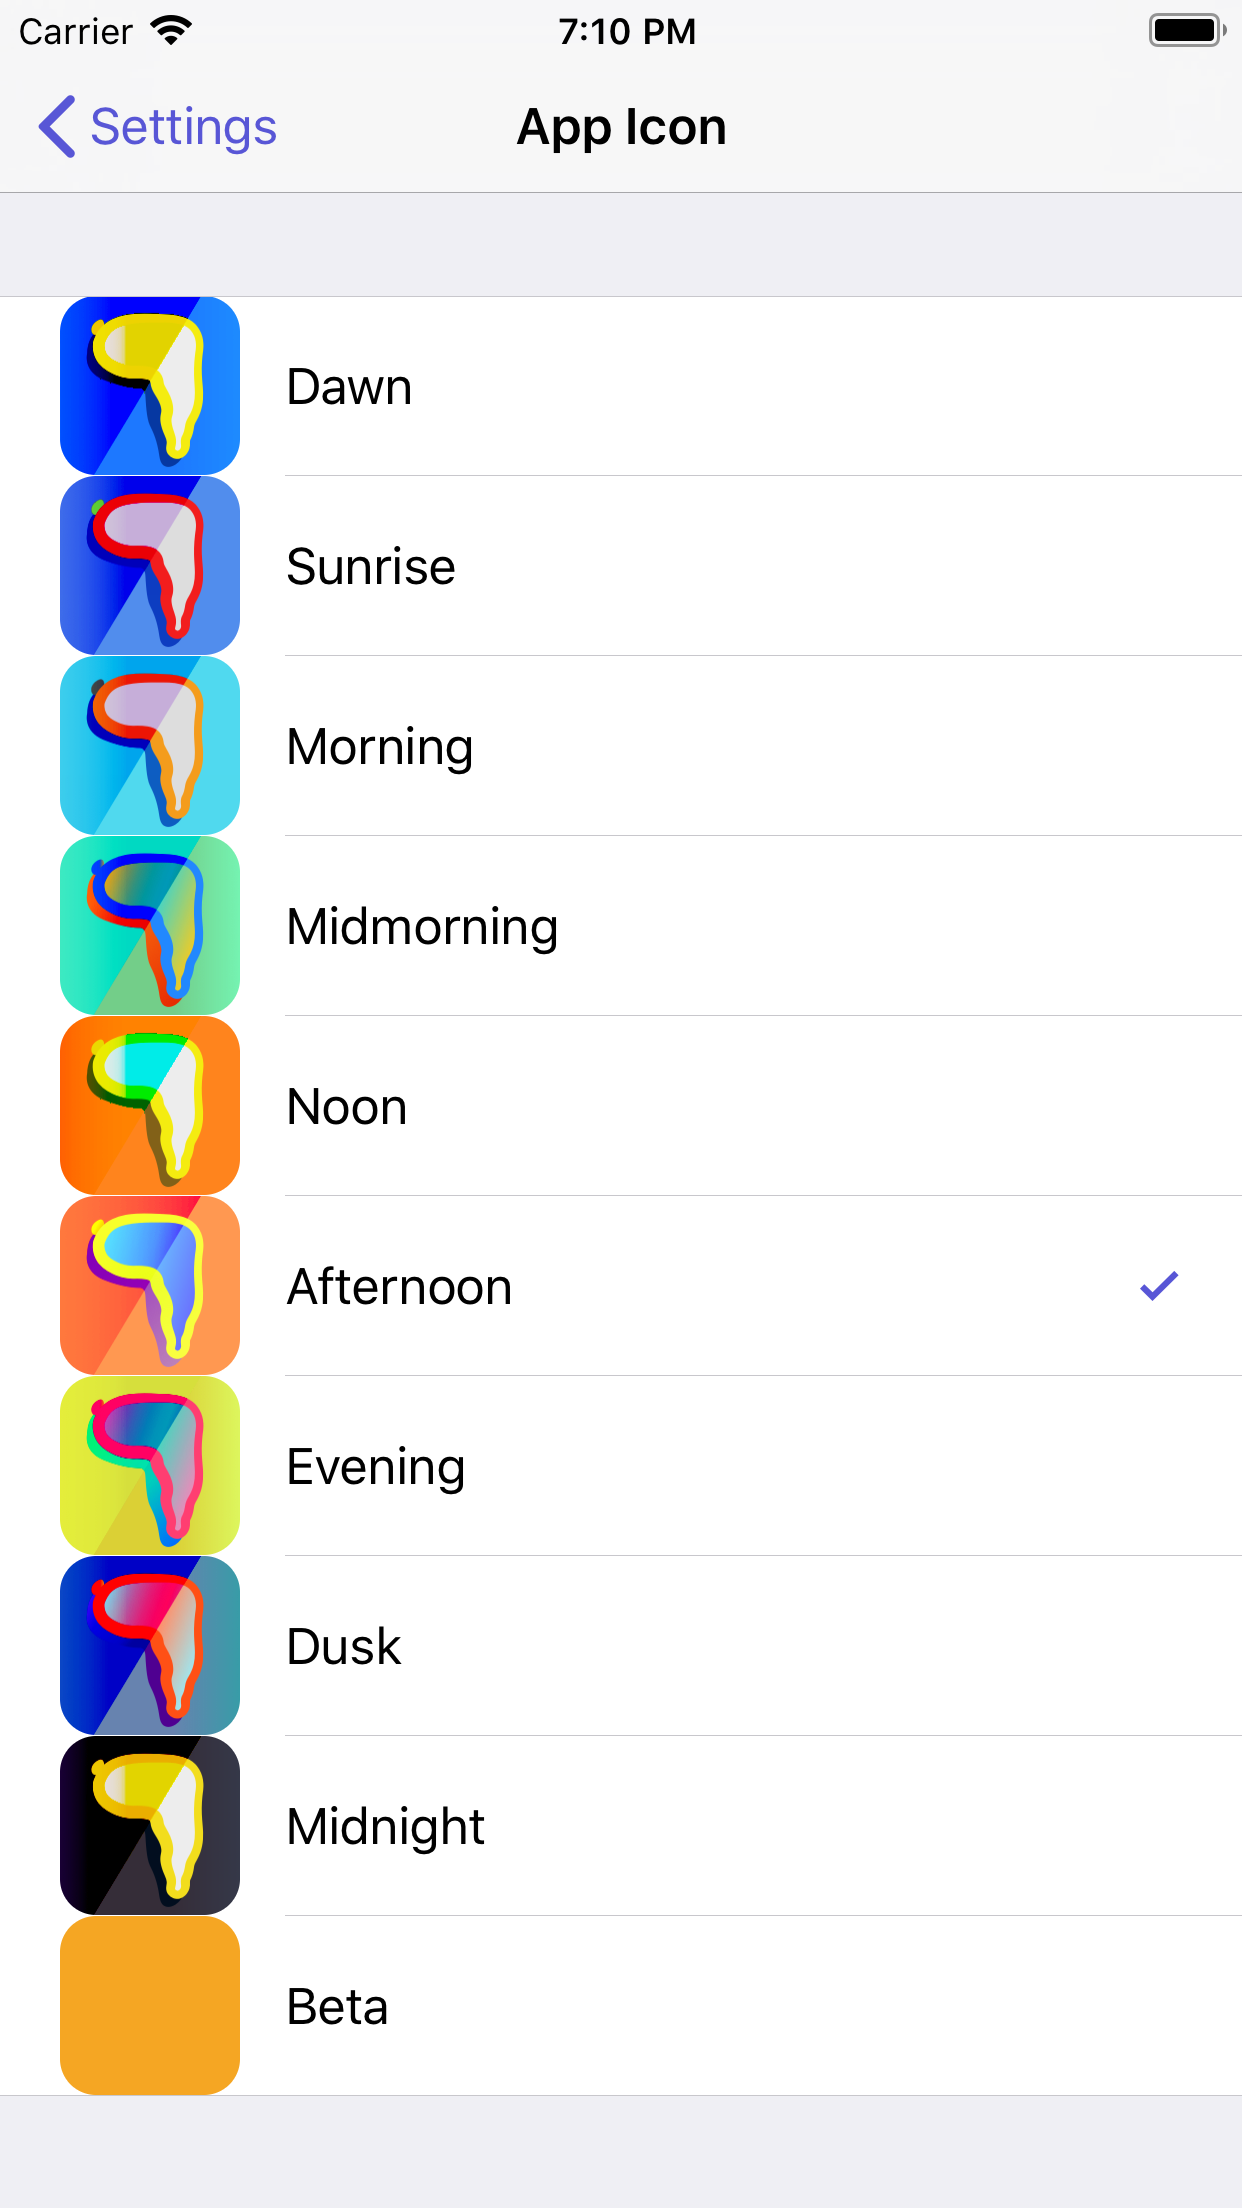 Carrier 7:10 PM
Settings App Icon
Dawn
Sunrise
Morning
Midmorning
Noon
Afternoon
Evening
Dusk
Midnight
Beta